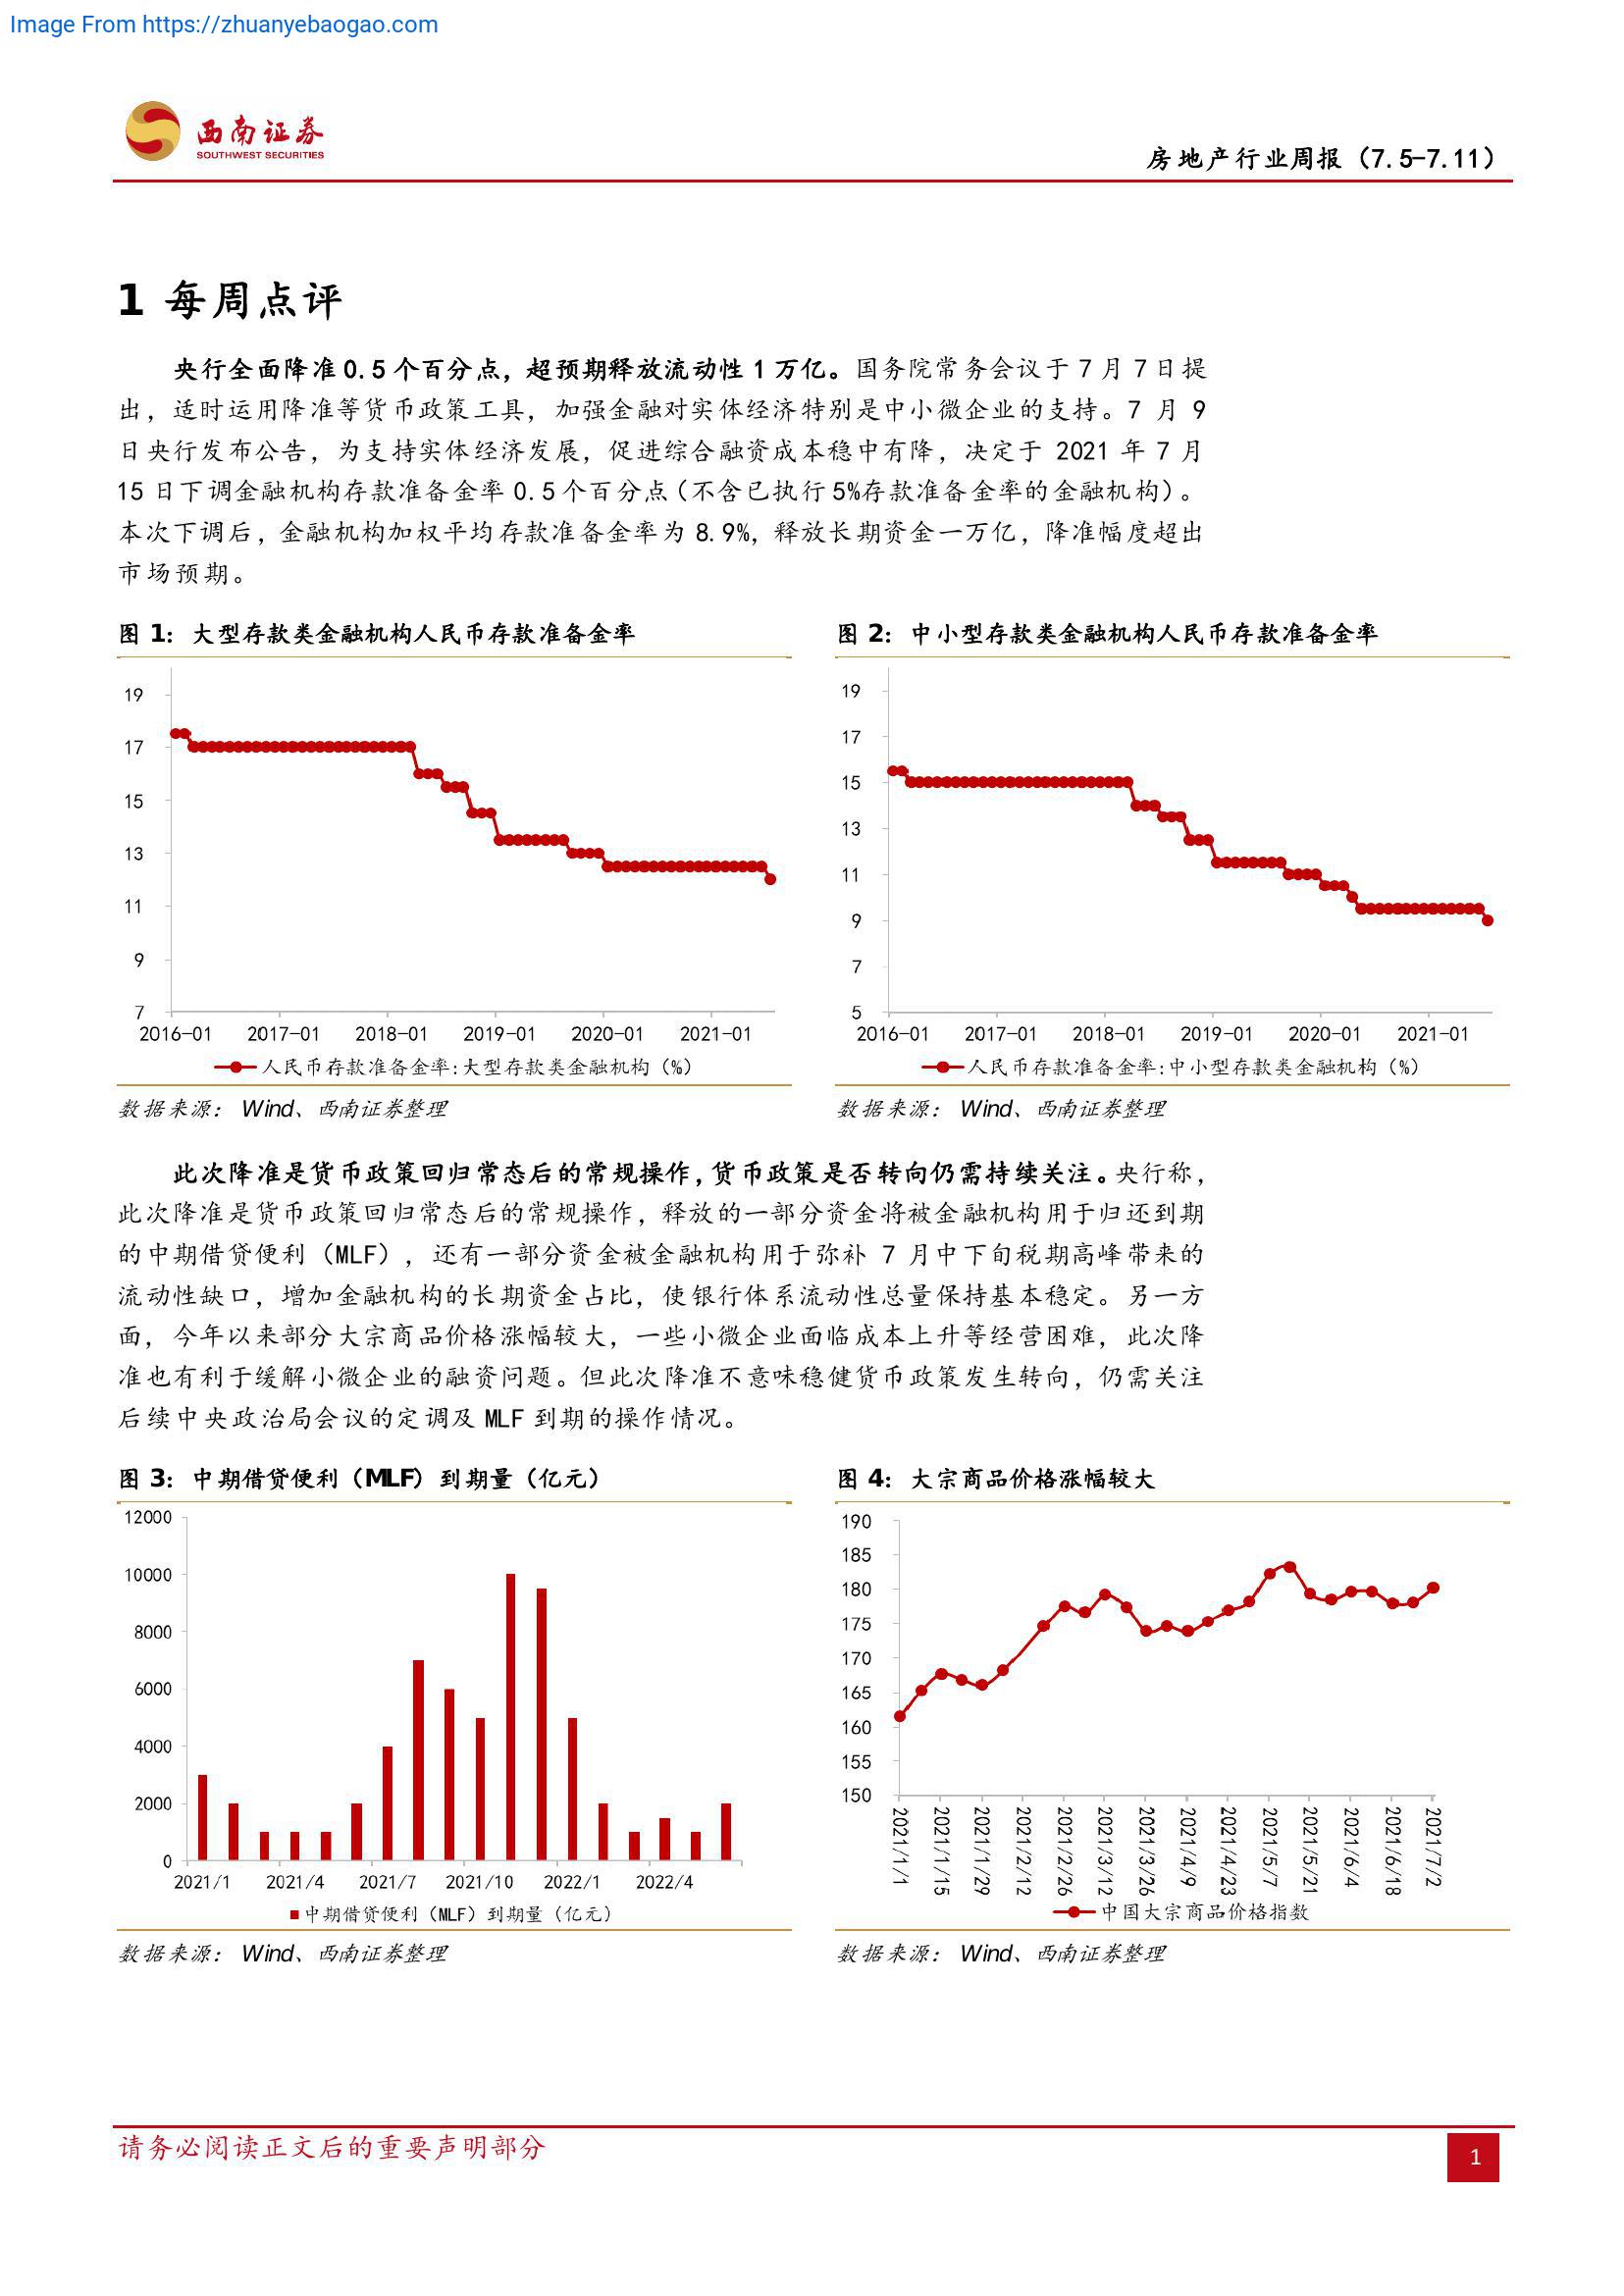 Image From https://zhuanyebaogao.com
西南证券
SOUTHWEST SECURITIES
房地产行业周报（7.5-7.11）
1 每周点评
央行全面降准 0.5 个百分点，超预期释放流动性 1 万亿。国务院常务会议于 7 月 7 日提
出，适时运用降准等货币政策工具，加强金融对实体经济特别是中小微企业的支持。7 月 9
日央行发布公告，为支持实体经济发展，促进综合融资成本稳中有降，决定于 2021 年 7 月
15 日下调金融机构存款准备金率 0.5 个百分点（不含已执行 5%存款准备金率的金融机构）。
本次下调后，金融机构加权平均存款准备金率为 8.9%，释放长期资金一万亿，降准幅度超出
市场预期。
图 1：大型存款类金融机构人民币存款准备金率
19
17
15
13
11
9
7
2016-01 2017-01 2018-01 2019-01 2020-01 2021-01
人民币存款准备金率:大型存款类金融机构（%）
数据来源： Wind、西南证券整理
图 2：中小型存款类金融机构人民币存款准备金率
19
17
15
13
11
9
7
5
2016-01 2017-01 2018-01 2019-01 2020-01 2021-01
人民币存款准备金率:中小型存款类金融机构（%）
数据来源： Wind、西南证券整理
此次降准是货币政策回归常态后的常规操作，货币政策是否转向仍需持续关注。央行称，
此次降准是货币政策回归常态后的常规操作，释放的一部分资金将被金融机构用于归还到期
的中期借贷便利（MLF），还有一部分资金被金融机构用于弥补 7 月中下旬税期高峰带来的
流动性缺口，增加金融机构的长期资金占比，使银行体系流动性总量保持基本稳定。另一方
面，今年以来部分大宗商品价格涨幅较大，一些小微企业面临成本上升等经营困难，此次降
准也有利于缓解小微企业的融资问题。但此次降准不意味稳健货币政策发生转向，仍需关注
后续中央政治局会议的定调及 MLF 到期的操作情况。
图 3：中期借贷便利（MLF）到期量（亿元）
12000
10000
8000
6000
4000
2000
0
2021/1 2021/4 2021/7 2021/10 2022/1 2022/4
中期借贷便利（MLF）到期量（亿元）
数据来源： Wind、西南证券整理
图 4：大宗商品价格涨幅较大
190
185
180
175
170
165
160
155
150
2021/1/1
2021/1/15
2021/1/29
2021/2/12
2021/2/26
2021/3/12
2021/3/26
2021/4/9
2021/4/23
2021/5/7
2021/5/21
2021/6/4
2021/6/18
2021/7/2
中国大宗商品价格指数
数据来源： Wind、西南证券整理
请务必阅读正文后的重要声明部分
1